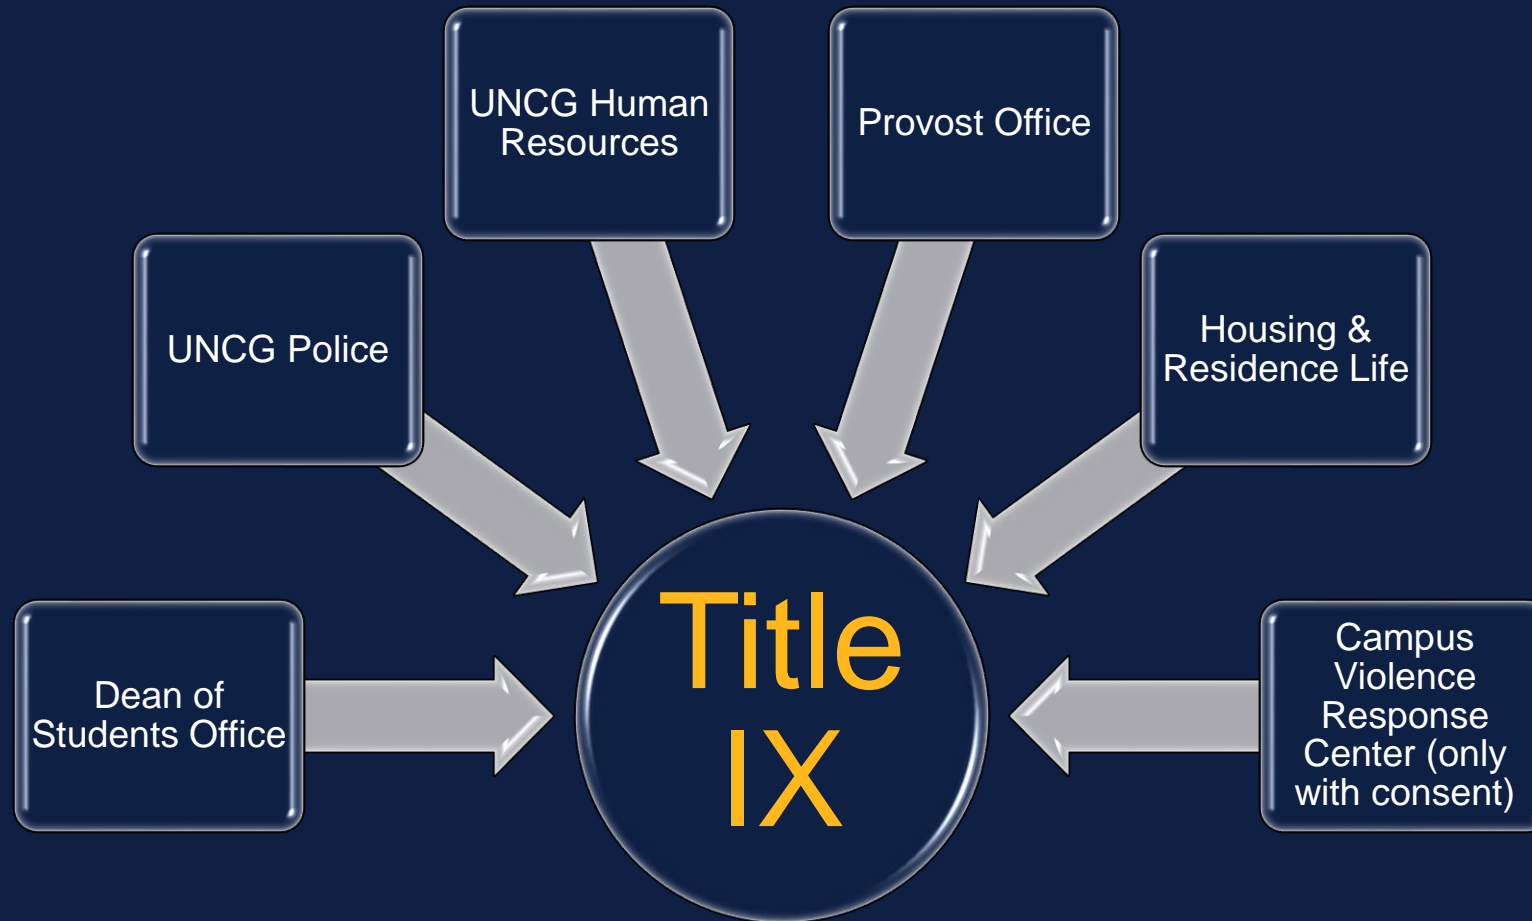 UNCG Human
Resources
Provost Office
UNCG Police
Housing &
Residence Life
Dean of
Students Office
Title
IX
Campus
Violence
Response
Center (only
with consent)